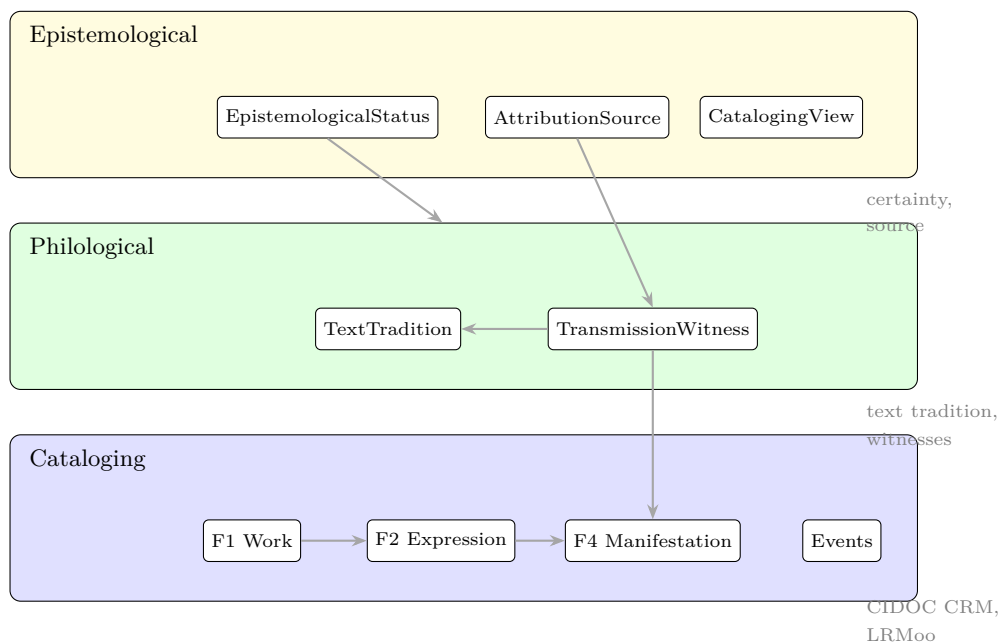 Epistemological
EpistemologicalStatus
AttributionSource
CatalogingView
certainty,
source
Philological
TextTradition
TransmissionWitness
text tradition,
witnesses
Cataloging
F1 Work
F2 Expression
F4 Manifestation
Events
CIDOC CRM,
LRMoo